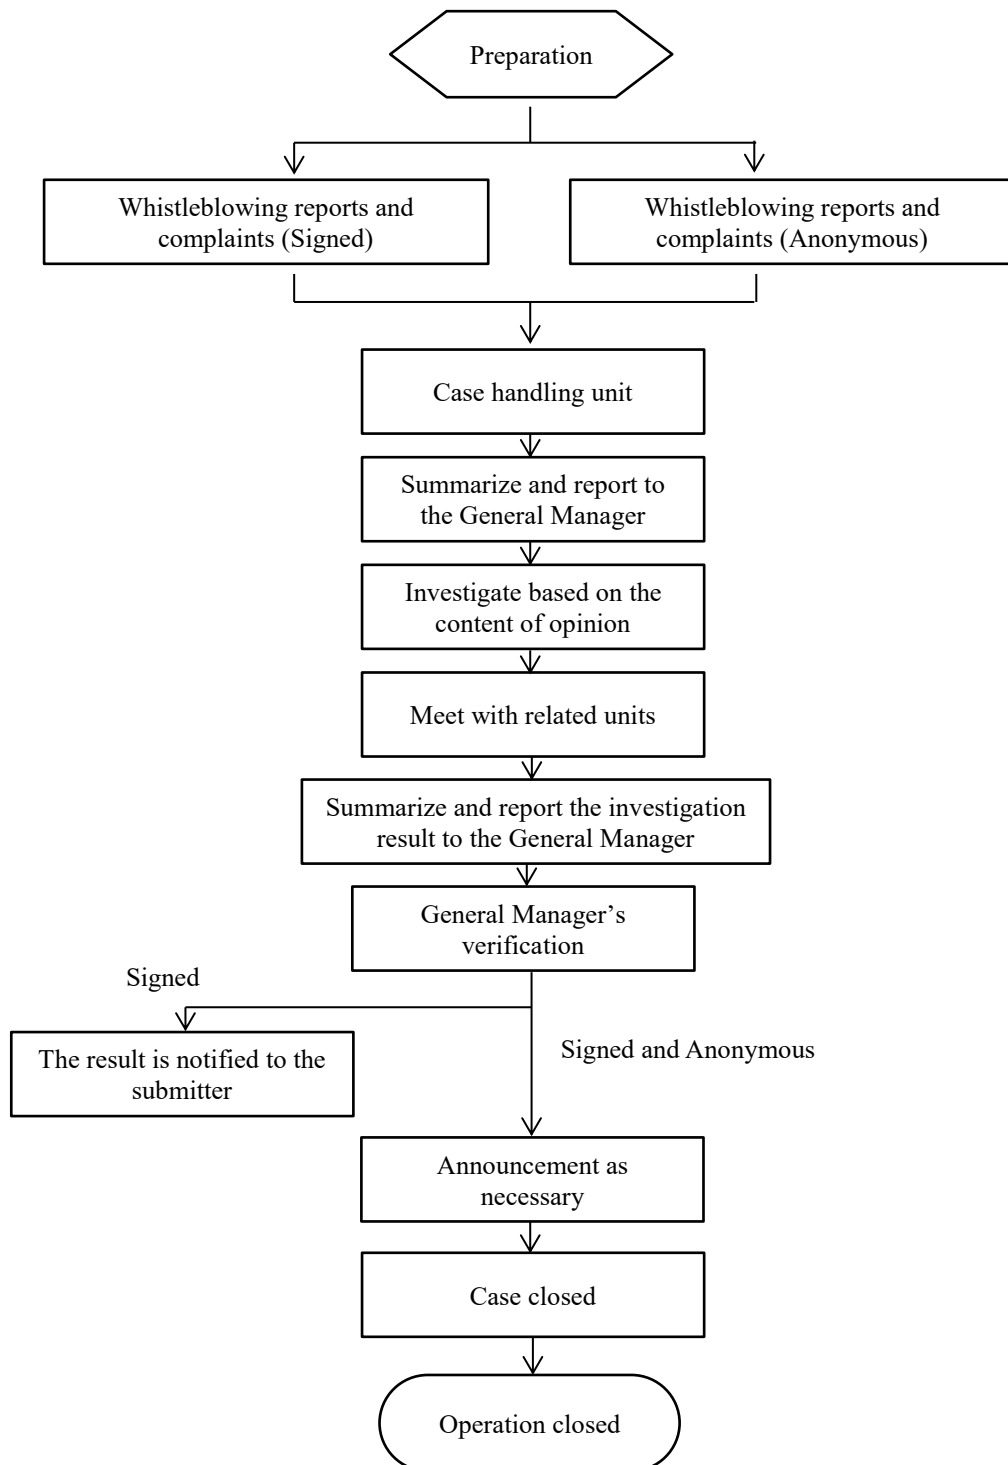 Preparation
Whistleblowing reports and
complaints (Signed)
Whistleblowing reports and
complaints (Anonymous)
Case handling unit
Summarize and report to
the General Manager
Investigate based on the
content of opinion
Meet with related units
Summarize and report the investigation
result to the General Manager
General Manager’s
verification
Signed
The result is notified to the
submitter
Signed and Anonymous
Announcement as
necessary
Case closed
Operation closed